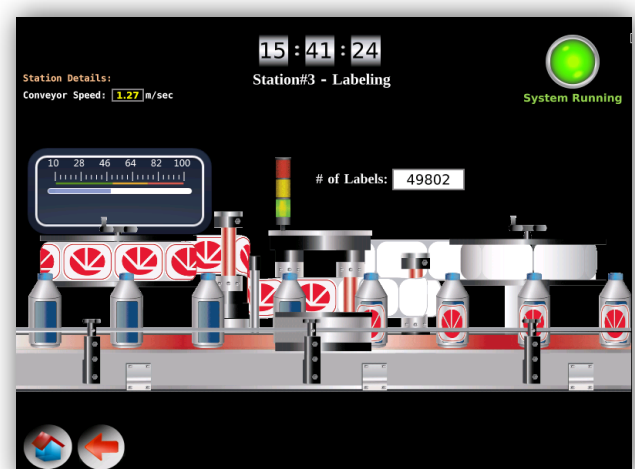 15 : 41 : 24
Station#3 - Labeling
Station Details:
Conveyor Speed: 1.27 m/sec
System Running
10 28 46 64 82 100
# of Labels: 49802